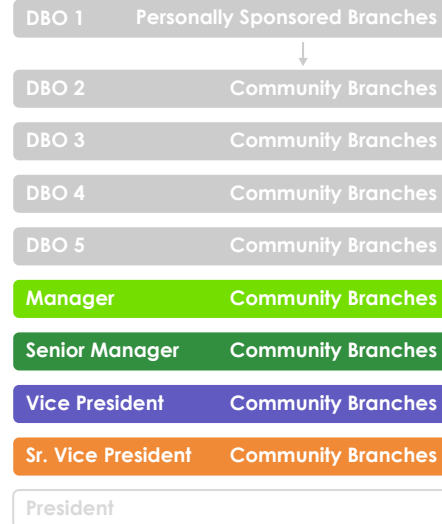 DBO 1 Personally Sponsored Branches
DBO 2 Community Branches
DBO 3 Community Branches
DBO 4 Community Branches
DBO 5 Community Branches
Manager Community Branches
Senior Manager Community Branches
Vice President Community Branches
Sr. Vice President Community Branches
President